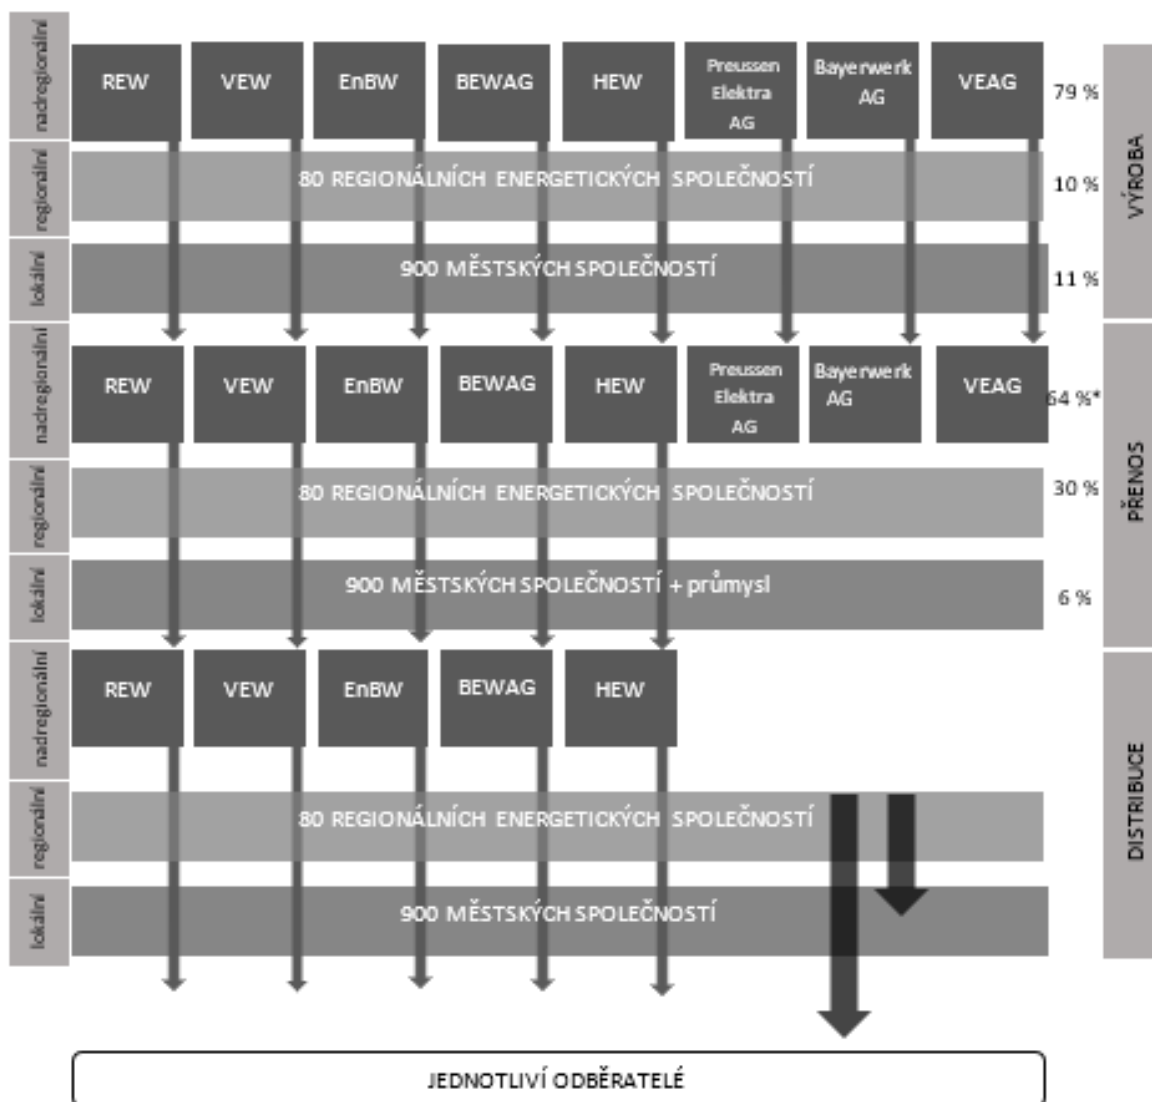 nadregionální
REW
VEW
EnBW
BEWAG
HEW
Preussen
Elektra
AG
Bayerwerk
AG
VEAG
79 %
VÝROBA
regionální
80 REGIONÁLNÍCH ENERGETICKÝCH SPOLEČNOSTÍ
10 %
lokální
900 MĚSTSKÝCH SPOLEČNOSTÍ
11 %
nadregionální
REW
VEW
EnBW
BEWAG
HEW
Preussen
Elektra
AG
Bayerwerk
AG
VEAG
64 %*
PŘENOS
regionální
80 REGIONÁLNÍCH ENERGETICKÝCH SPOLEČNOSTÍ
30 %
lokální
900 MĚSTSKÝCH SPOLEČNOSTÍ + průmysl
6 %
nadregionální
REW
VEW
EnBW
BEWAG
HEW
DISTRIBUCE
regionální
80 REGIONÁLNÍCH ENERGETICKÝCH SPOLEČNOSTÍ
lokální
900 MĚSTSKÝCH SPOLEČNOSTÍ
JEDNOTLIVÍ ODBĚRATELÉ